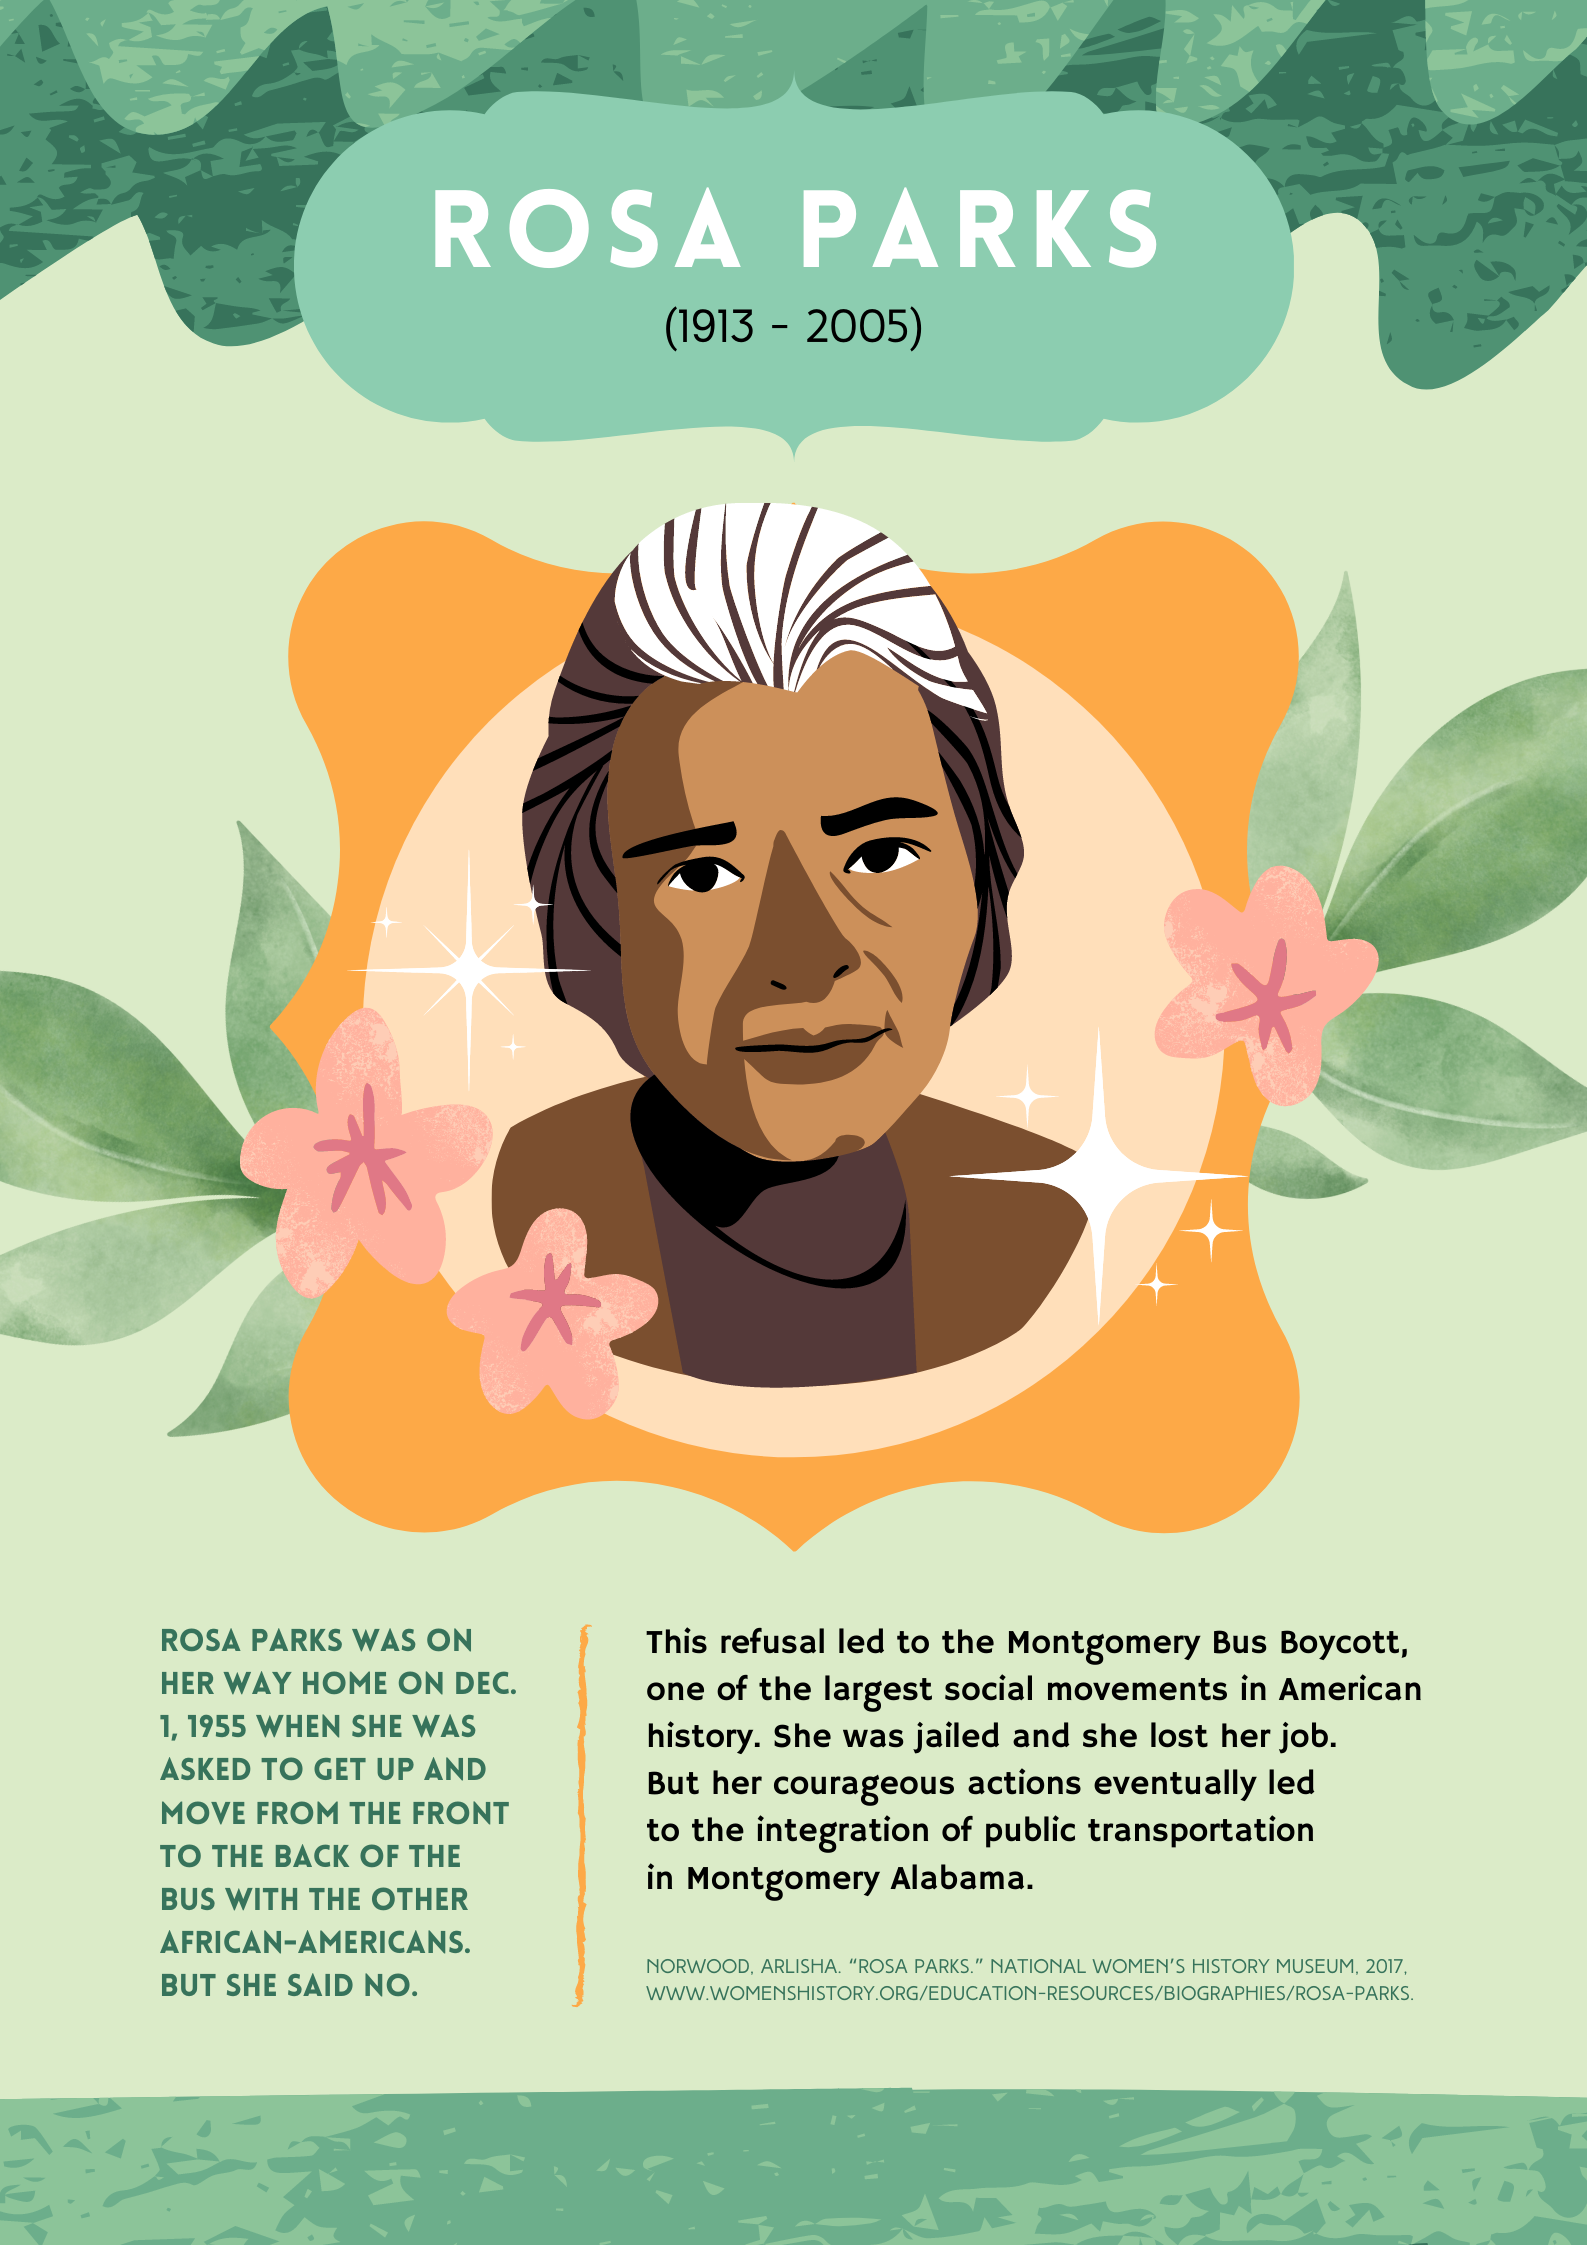 ROSA PARKS
(1913 - 2005)
ROSA PARKS WAS ON
HER WAY HOME ON DEC.
1, 1955 WHEN SHE WAS
ASKED TO GET UP AND
MOVE FROM THE FRONT
TO THE BACK OF THE
BUS WITH THE OTHER
AFRICAN-AMERICANS.
BUT SHE SAID NO.
This refusal led to the Montgomery Bus Boycott,
one of the largest social movements in American
history. She was jailed and she lost her job.
But her courageous actions eventually led
to the integration of public transportation
in Montgomery Alabama.
NORWOOD, ARLISHA. “ROSA PARKS.” NATIONAL WOMEN’S HISTORY MUSEUM, 2017,
WWW.WOMENSHISTORY.ORG/EDUCATION-RESOURCES/BIOGRAPHIES/ROSA-PARKS.